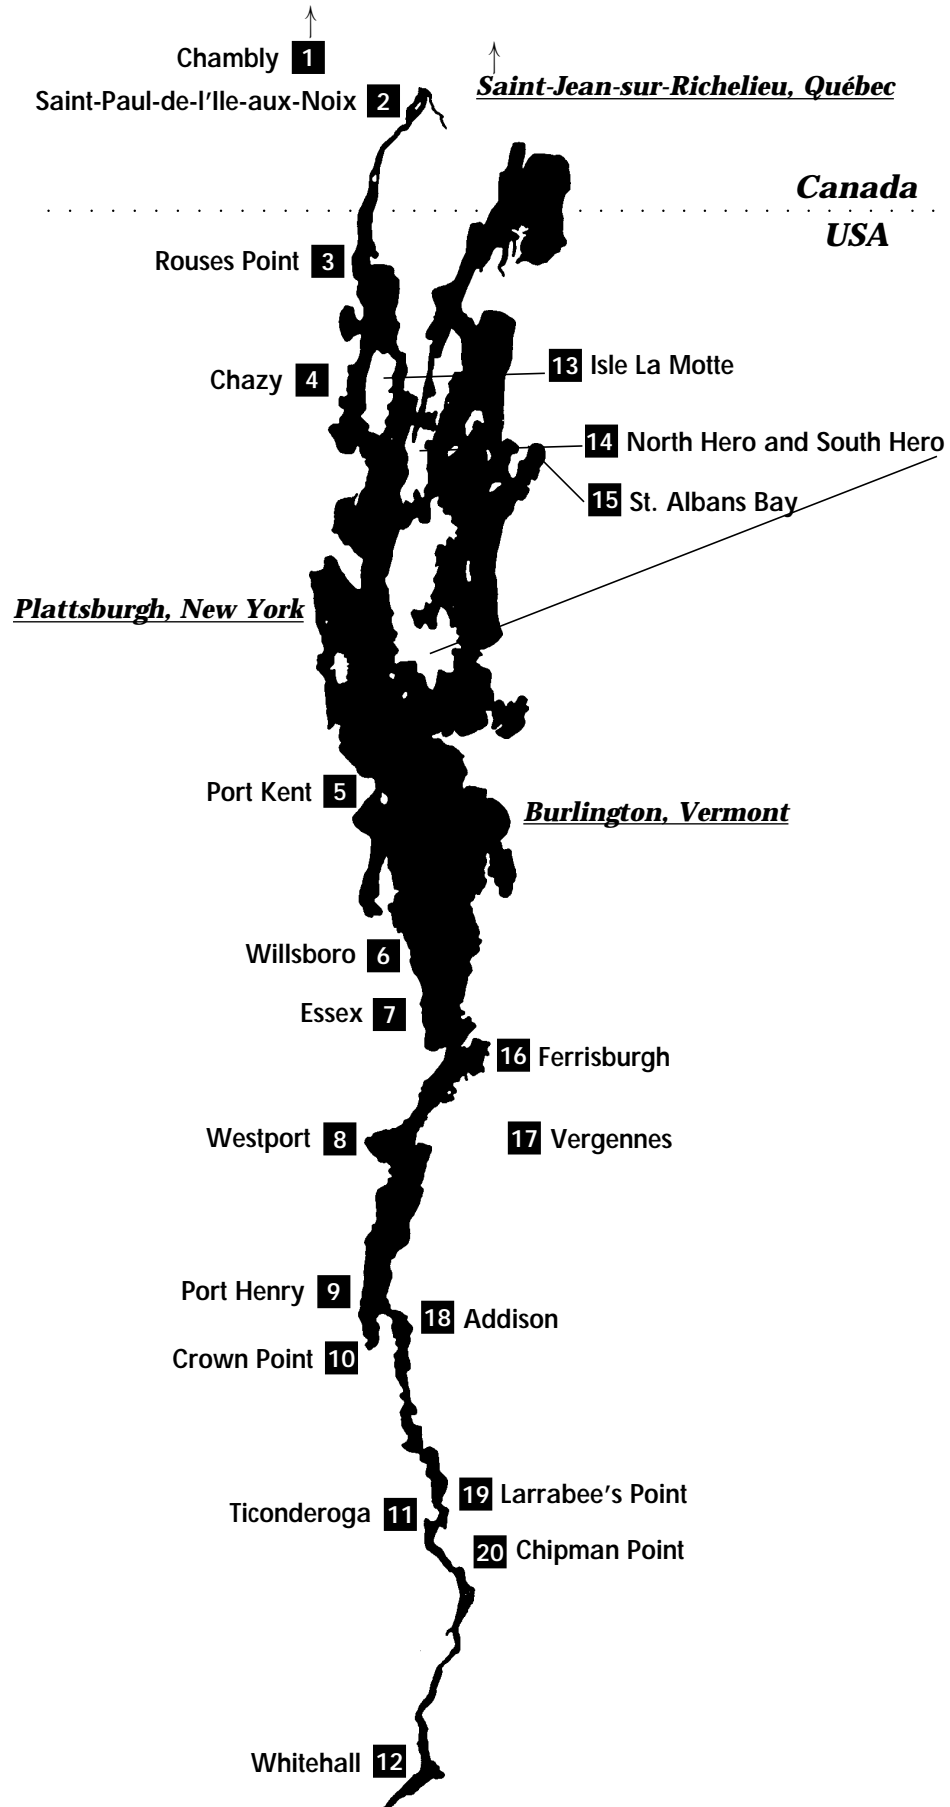 Chambly 1
Saint-Jean-sur-Richelieu, Québec
Saint-Paul-de-l'Ile-aux-Noix 2
Canada
USA
Rouses Point 3
13 Isle La Motte
Chazy 4
14 North Hero and South Hero
15 St. Albans Bay
Plattsburgh, New York
Port Kent 5
Burlington, Vermont
Willsboro 6
Essex 7
16 Ferrisburgh
Westport 8
17 Vergennes
Port Henry 9
18 Addison
Crown Point 10
19 Larrabee's Point
Ticonderoga 11
20 Chipman Point
Whitehall 12